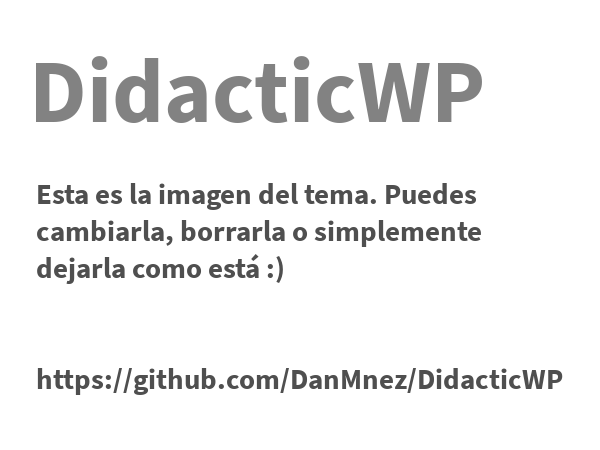 DidacticWP
Esta es la imagen del tema. Puedes
cambiarla, borrarla o simplemente
dejarla como está :)
https://github.com/DanMnez/DidacticWP